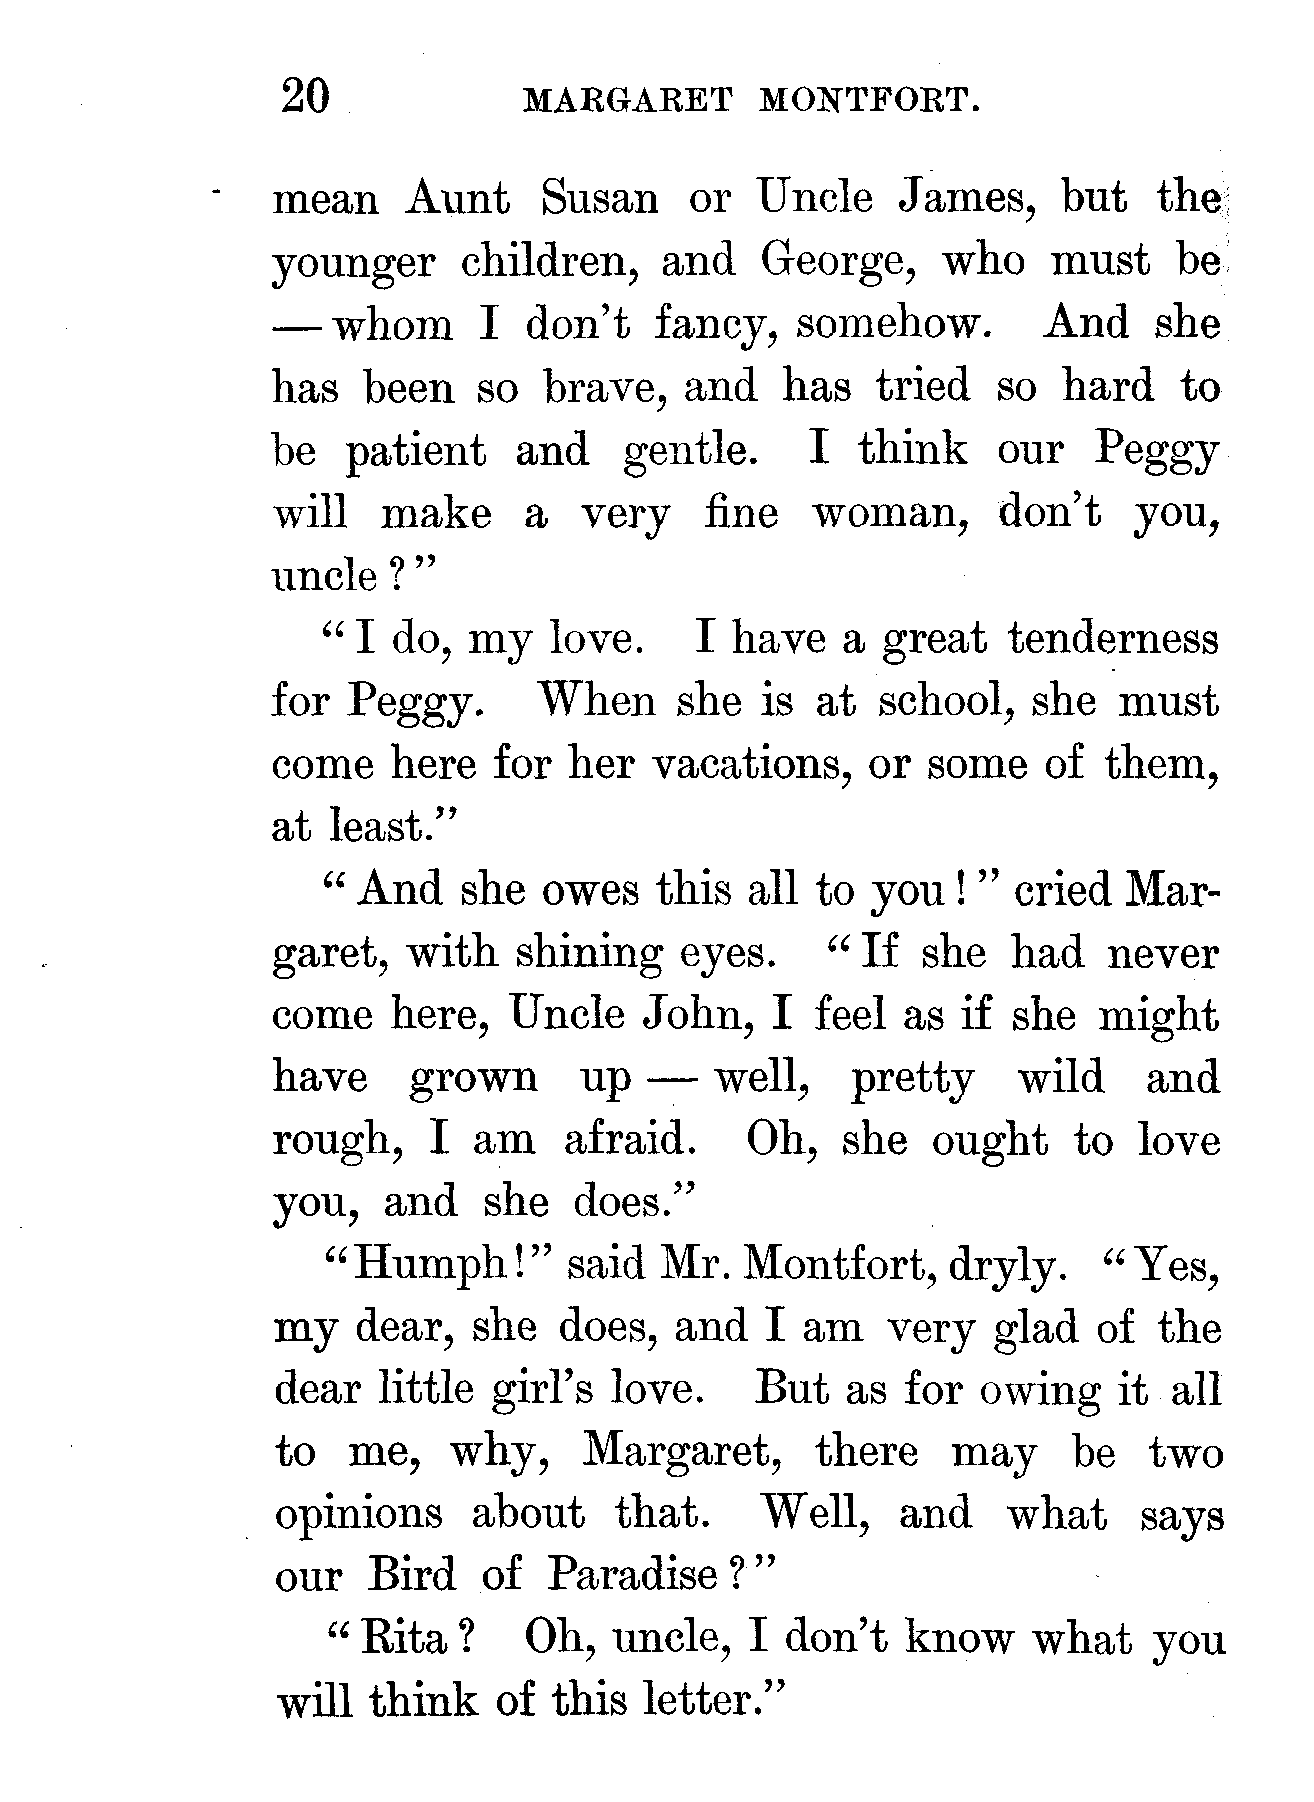 20 MARGARET MONTFORT.
mean Aunt Susan or Uncle James, but the
younger children, and George, who must be
— whom I don't fancy, somehow. And she
has been so brave, and has tried so hard to
be patient and gentle. I think our Peggy
will make a very fine woman, don't you,
uncle?"
"I do, my love. I have a great tenderness
for Peggy. When she is at school, she must
come here for her vacations, or some of them,
at least."
"And she owes this all to you!" cried Mar-
garet, with shining eyes. "If she had never
come here, Uncle John, I feel as if she might
have grown up — well, pretty wild and
rough, I am afraid. Oh, she ought to love
you, and she does."
"Humph!" said Mr. Montfort, dryly. "Yes,
my dear, she does, and I am very glad of the
dear little girl's love. But as for owing it all
to me, why, Margaret, there may be two
opinions about that. Well, and what says
our Bird of Paradise?"
"Rita? Oh, uncle, I don't know what you
will think of this letter."